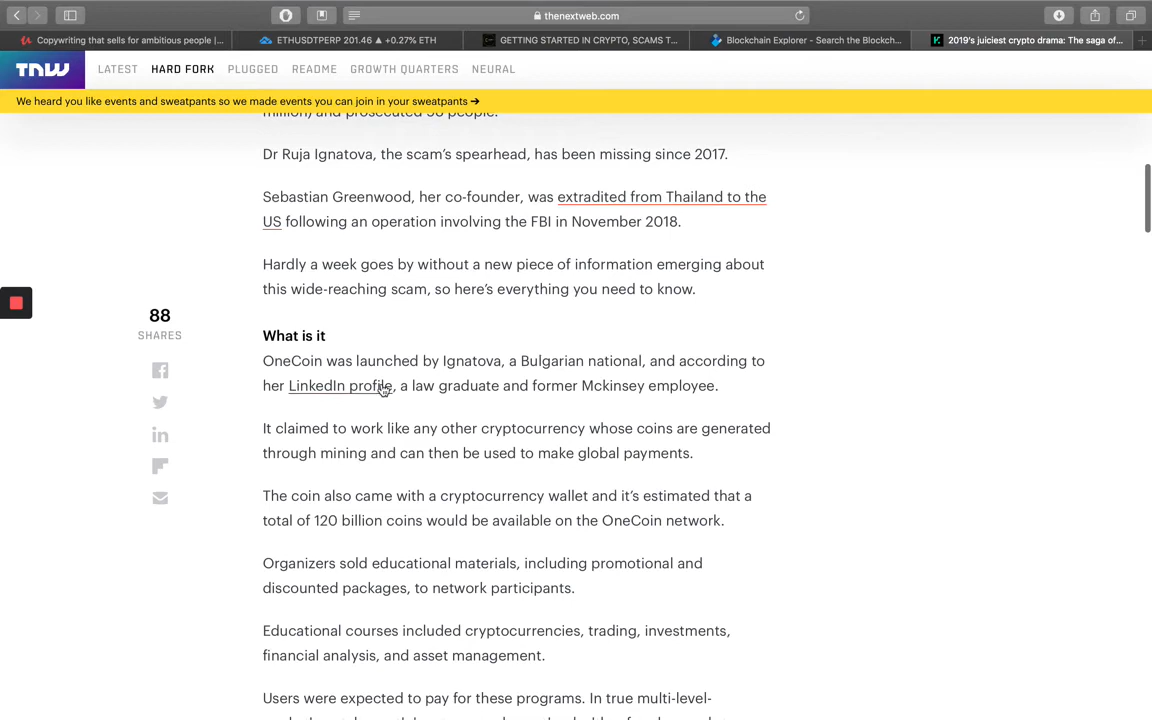 thenextweb.com
Copywriting that sells for ambitious people |...
ETHUSDTPERP 201.46 ▲ +0.27% ETH
GETTING STARTED IN CRYPTO, SCAMS T...
Blockchain Explorer - Search the Blockch...
2019's juiciest crypto drama: The saga of...
TNW
LATEST HARD FORK PLUGGED README GROWTH QUARTERS NEURAL
We heard you like events and sweatpants so we made events you can join in your sweatpants →
million) and prosecuted 98 people.
Dr Ruja Ignatova, the scam's spearhead, has been missing since 2017.
Sebastian Greenwood, her co-founder, was extradited from Thailand to the
US following an operation involving the FBI in November 2018.
Hardly a week goes by without a new piece of information emerging about
this wide-reaching scam, so here's everything you need to know.
88
SHARES
What is it
OneCoin was launched by Ignatova, a Bulgarian national, and according to
her LinkedIn profile, a law graduate and former Mckinsey employee.
It claimed to work like any other cryptocurrency whose coins are generated
through mining and can then be used to make global payments.
The coin also came with a cryptocurrency wallet and it's estimated that a
total of 120 billion coins would be available on the OneCoin network.
Organizers sold educational materials, including promotional and
discounted packages, to network participants.
Educational courses included cryptocurrencies, trading, investments,
financial analysis, and asset management.
Users were expected to pay for these programs. In true multi-level-